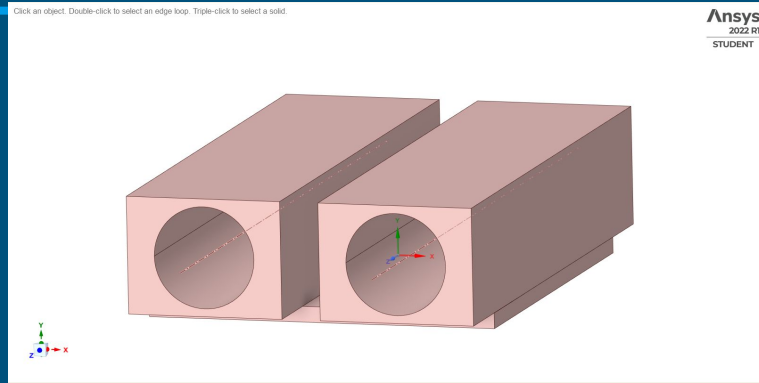 Click an object. Double-click to select an edge loop. Triple-click to select a solid.
Ansys
2022 R1
STUDENT
Y
X
Z
Y
X
Z